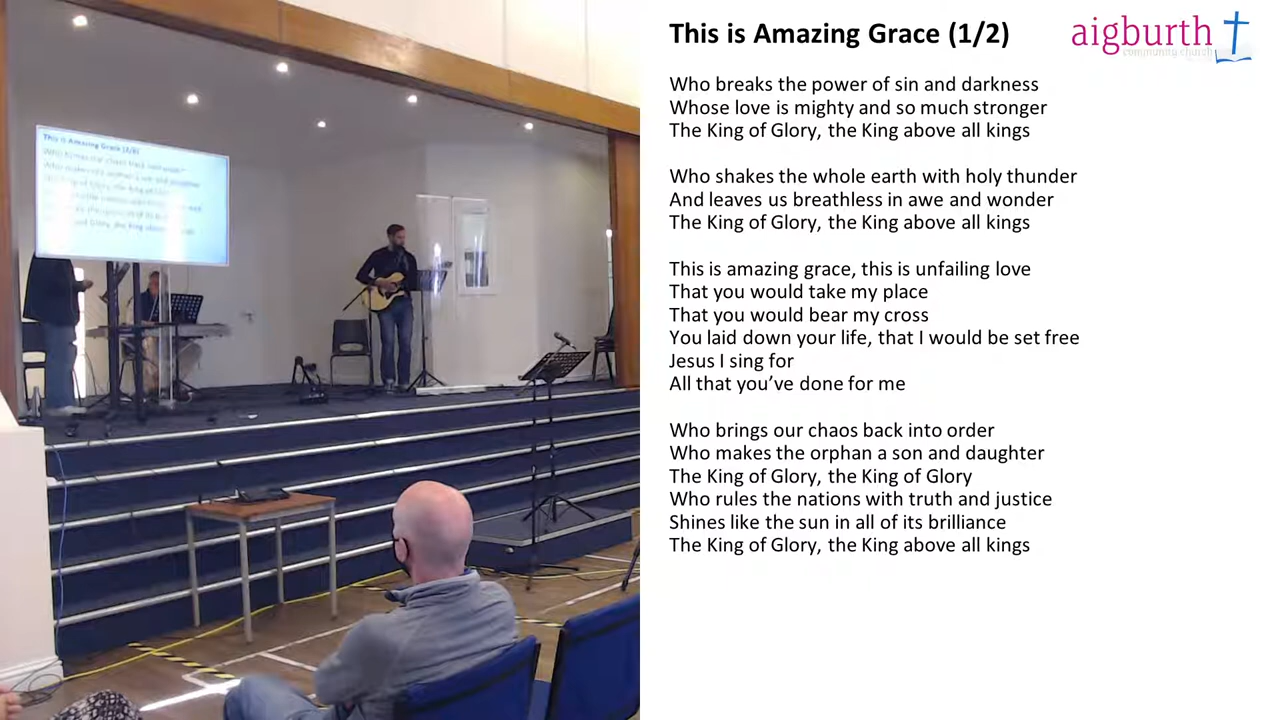 This is Amazing Grace (1/2)
aigburth
community church
Who breaks the power of sin and darkness
Whose love is mighty and so much stronger
The King of Glory, the King above all kings
Who shakes the whole earth with holy thunder
And leaves us breathless in awe and wonder
The King of Glory, the King above all kings
This is amazing grace, this is unfailing love
That you would take my place
That you would bear my cross
You laid down your life, that I would be set free
Jesus I sing for
All that you’ve done for me
Who brings our chaos back into order
Who makes the orphan a son and daughter
The King of Glory, the King of Glory
Who rules the nations with truth and justice
Shines like the sun in all of its brilliance
The King of Glory, the King above all kings
This is Amazing Grace